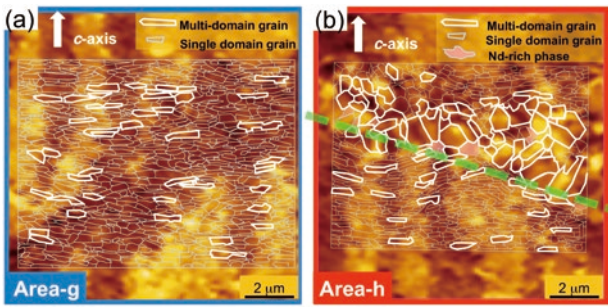 (a)
c-axis
Multi-domain grain
Single domain grain
Area-g
2 μm
(b)
c-axis
Multi-domain grain
Single domain grain
Nd-rich phase
Area-h
2 μm